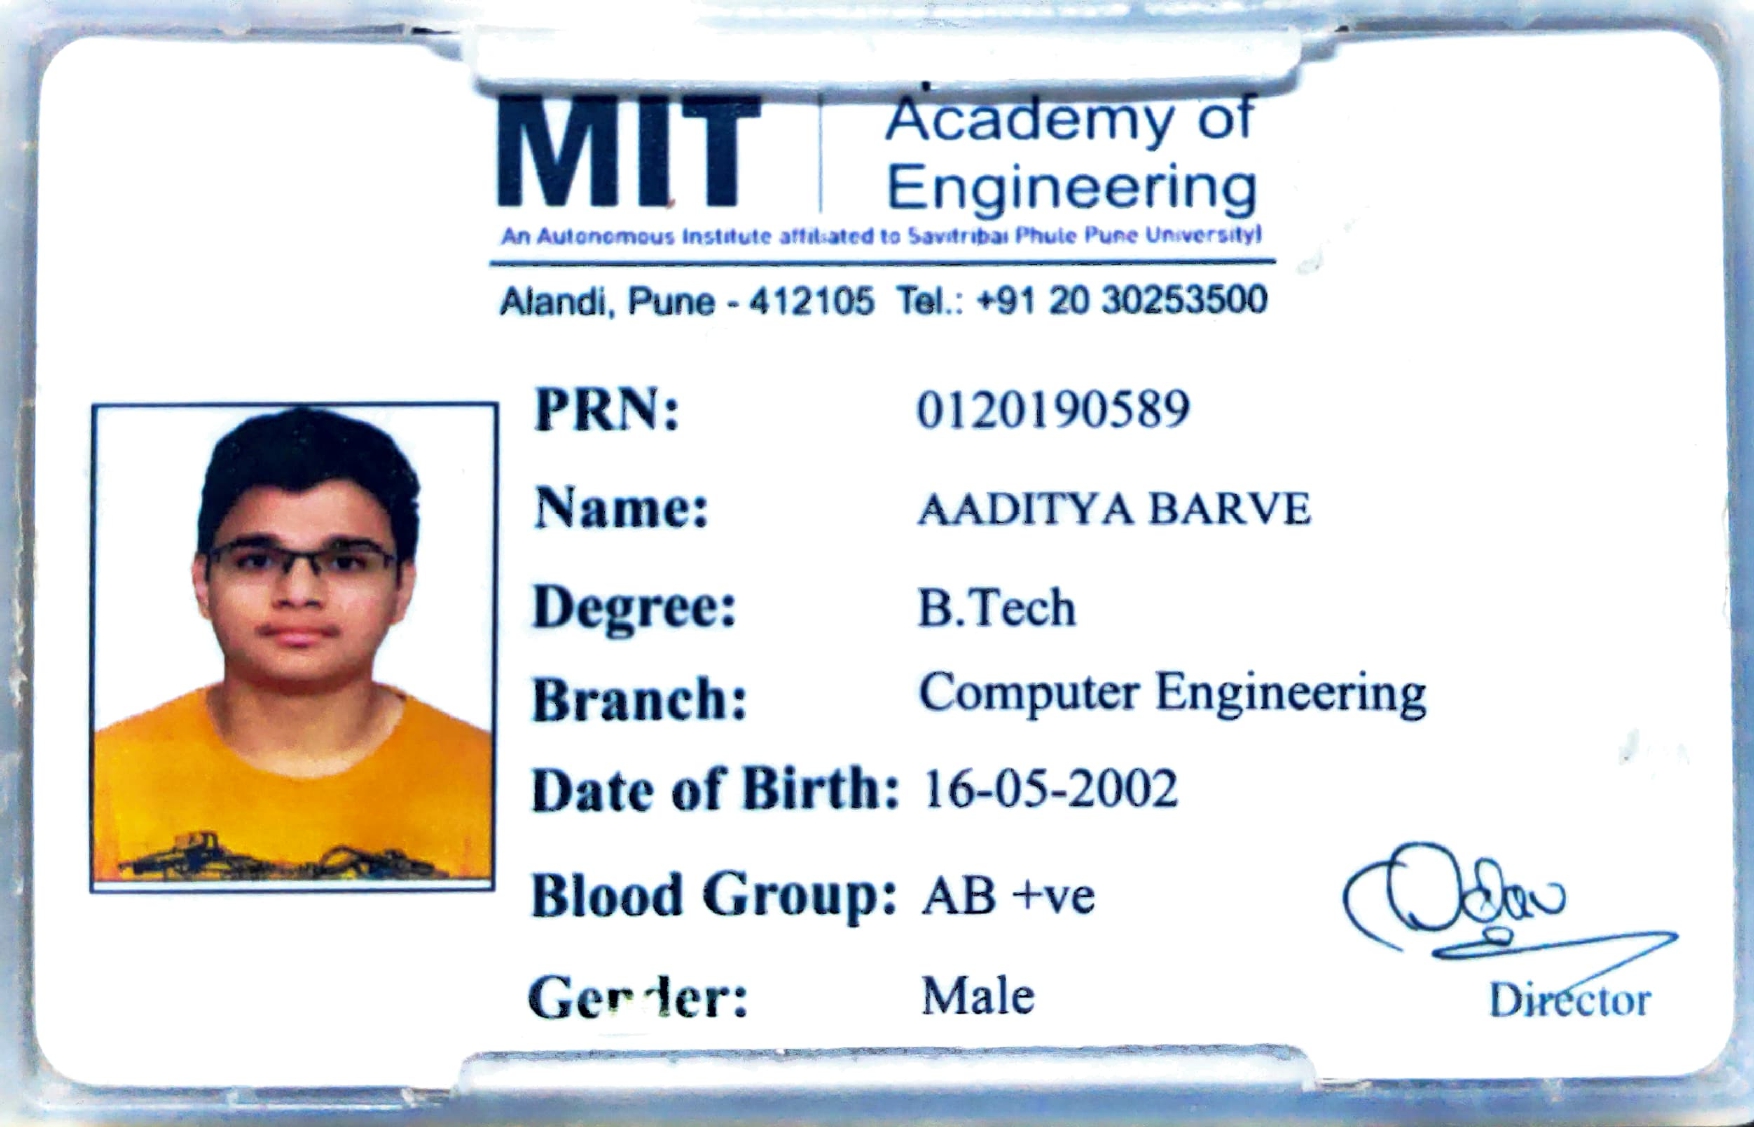 MIT Academy of
Engineering
An Autonomous Institute affiliated to Savitribai Phule Pune University)
Alandi, Pune - 412105 Tel.: +91 20 30253500
PRN: 0120190589
Name: AADITYA BARVE
Degree: B.Tech
Branch: Computer Engineering
Date of Birth: 16-05-2002
Blood Group: AB +ve
Gender: Male
Director